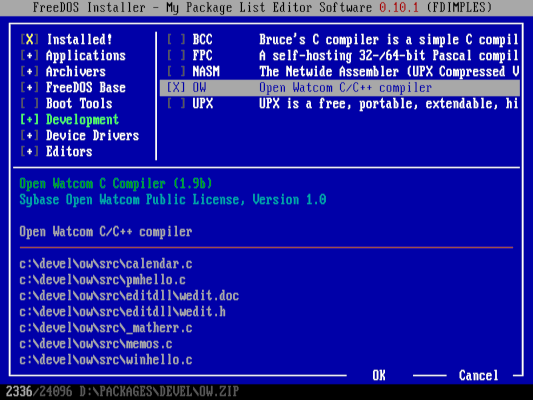 FreeDOS Installer - My Package List Editor Software 0.10.1 (FDIMPLES)
[X] Installed!
[+] Applications
[+] Archivers
[+] FreeDOS Base
[ ] Boot Tools
[+] Development
[+] Device Drivers
[+] Editors
[ ] BCC Bruce's C compiler is a simple C compil
[ ] FPC A self-hosting 32-/64-bit Pascal compil
[ ] NASM The Netwide Assembler (UPX Compressed V
[X] OW Open Watcom C/C++ compiler
[ ] UPX UPX is a free, portable, extendable, hi
Open Watcom C Compiler (1.9b)
Sybase Open Watcom Public License, Version 1.0
Open Watcom C/C++ compiler
c:\devel\ow\src\calendar.c
c:\devel\ow\src\pmhello.c
c:\devel\ow\src\editdll\wedit.doc
c:\devel\ow\src\editdll\wedit.h
c:\devel\ow\src\_matherr.c
c:\devel\ow\src\memos.c
c:\devel\ow\src\winhello.c
OK Cancel
2336/24096 D:\PACKAGES\DEVEL\OW.ZIP